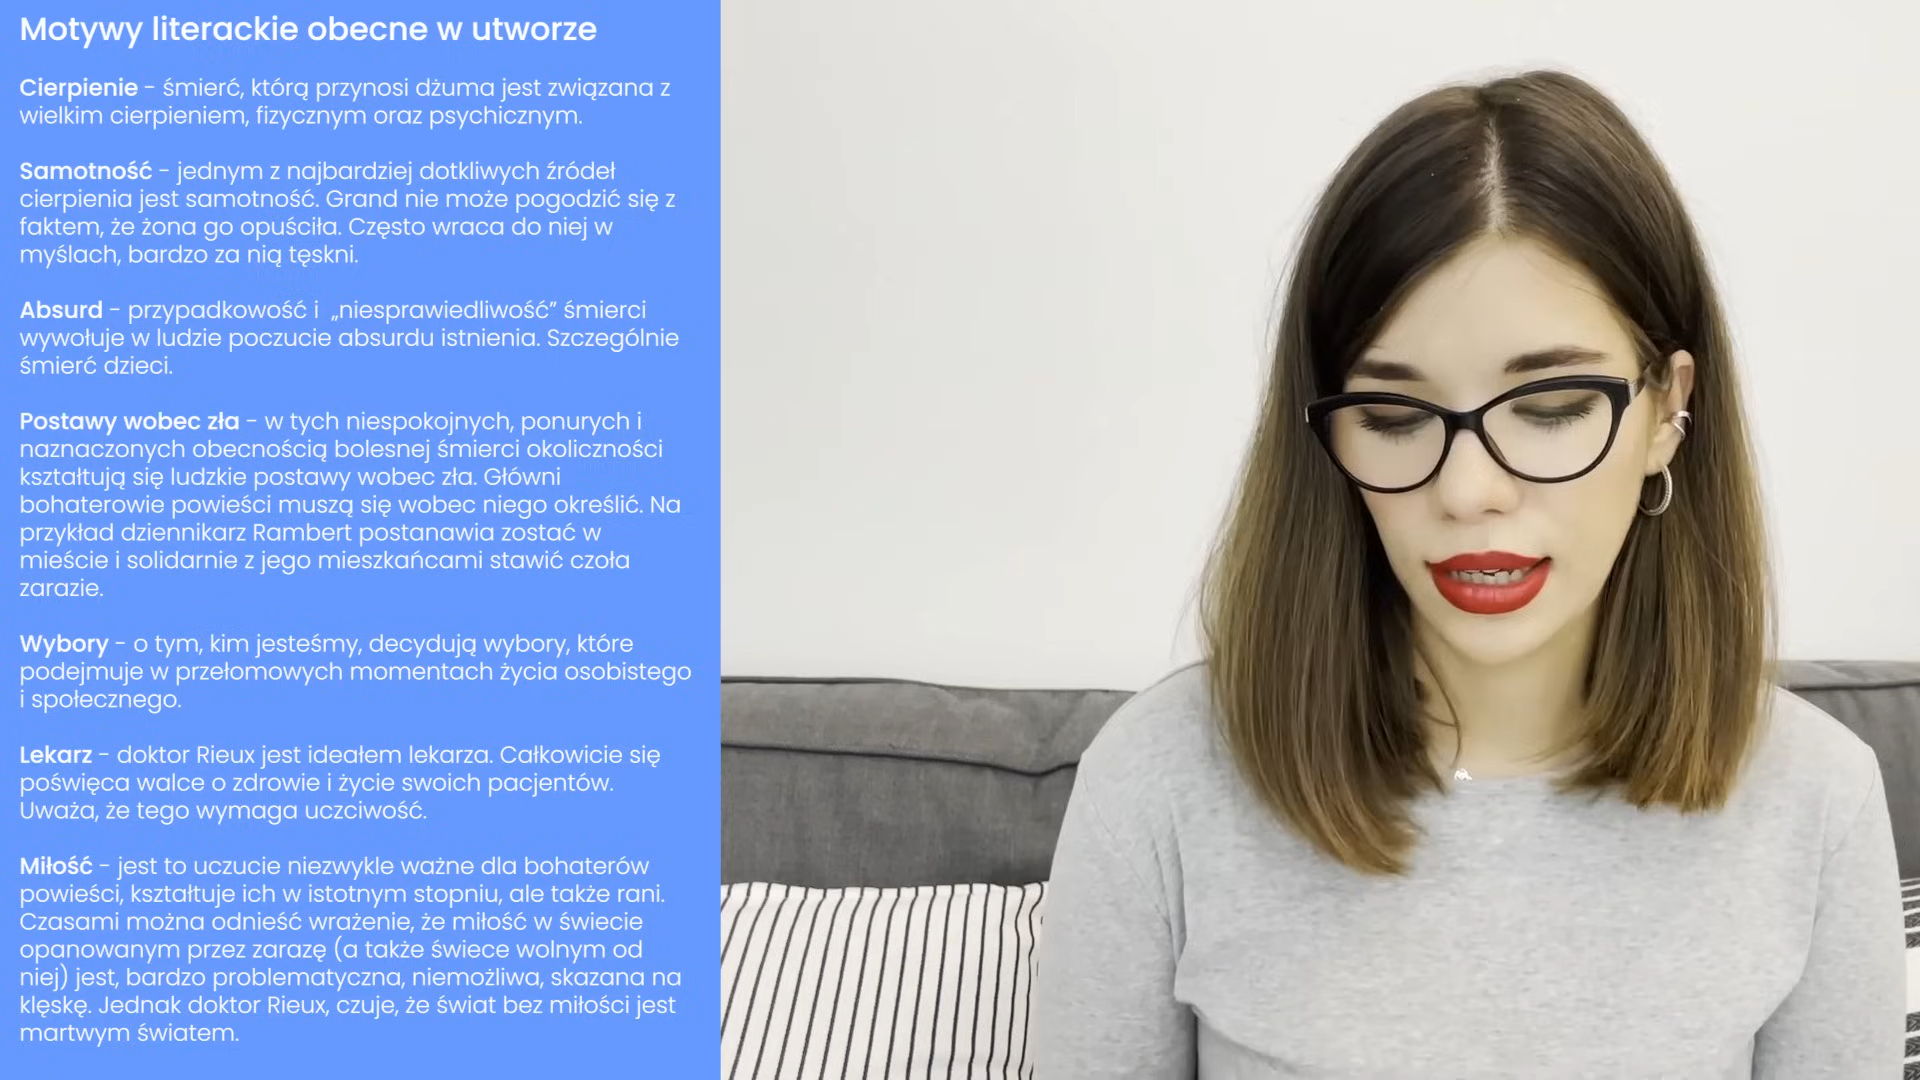 Motywy literackie obecne w utworze
Cierpienie - śmierć, którą przynosi dżuma jest związana z
wielkim cierpieniem, fizycznym oraz psychicznym.
Samotność - jednym z najbardziej dotkliwych źródeł
cierpienia jest samotność. Grand nie może pogodzić się z
faktem, że żona go opuściła. Często wraca do niej w
myślach, bardzo za nią tęskni.
Absurd - przypadkowość i „niesprawiedliwość” śmierci
wywołuje w ludzie poczucie absurdu istnienia. Szczególnie
śmierć dzieci.
Postawy wobec zła - w tych niespokojnych, ponurych i
naznaczonych obecnością bolesnej śmierci okoliczności
kształtują się ludzkie postawy wobec zła. Główni
bohaterowie powieści muszą się wobec niego określić. Na
przykład dziennikarz Rambert postanawia zostać w
mieście i solidarnie z jego mieszkańcami stawić czoła
zarazie.
Wybory - o tym, kim jesteśmy, decydują wybory, które
podejmuje w przełomowych momentach życia osobistego
i społecznego.
Lekarz - doktor Rieux jest ideałem lekarza. Całkowicie się
poświęca walce o zdrowie i życie swoich pacjentów.
Uważa, że tego wymaga uczciwość.
Miłość - jest to uczucie niezwykle ważne dla bohaterów
powieści, kształtuje ich w istotnym stopniu, ale także rani.
Czasami można odnieść wrażenie, że miłość w świecie
opanowanym przez zarazę (a także świece wolnym od
niej) jest, bardzo problematyczna, niemożliwa, skazana na
klęskę. Jednak doktor Rieux, czuje, że świat bez miłości jest
martwym światem.